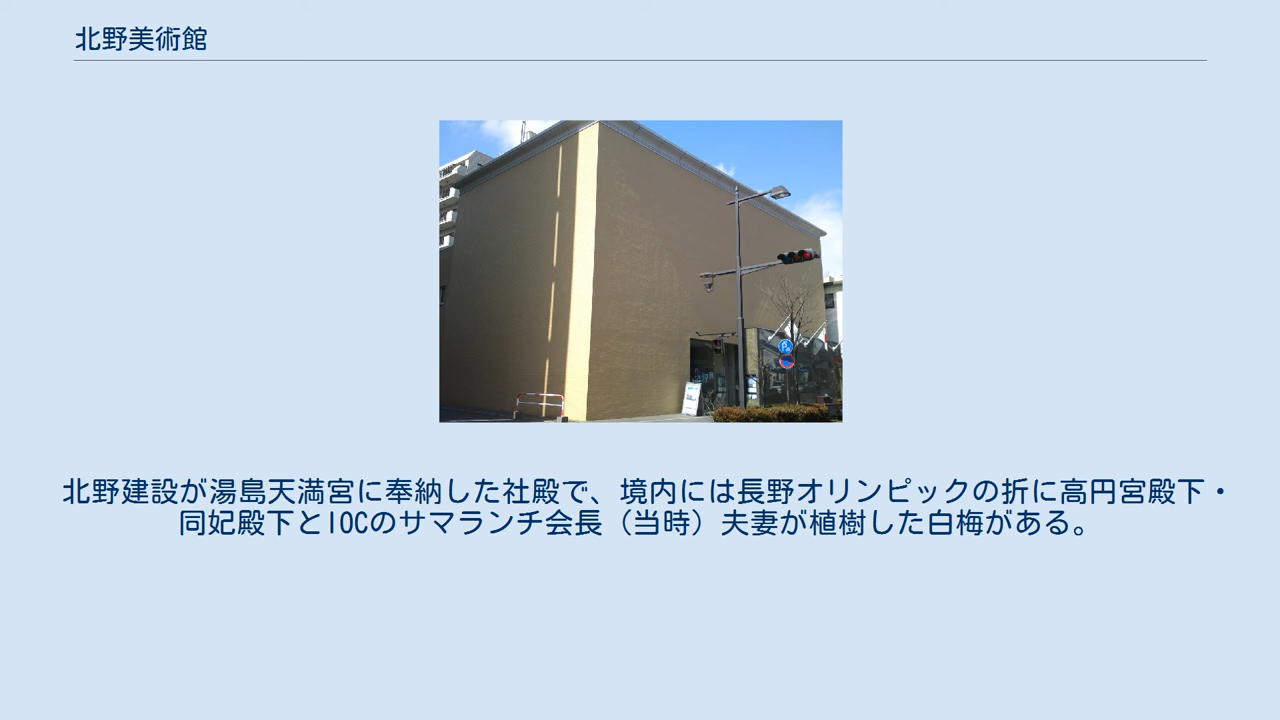 北野美術館
北野建設が湯島天満宮に奉納した社殿で、境内には長野オリンピックの折に高円宮殿下・
同妃殿下とIOCのサマランチ会長（当時）夫妻が植樹した白梅がある。